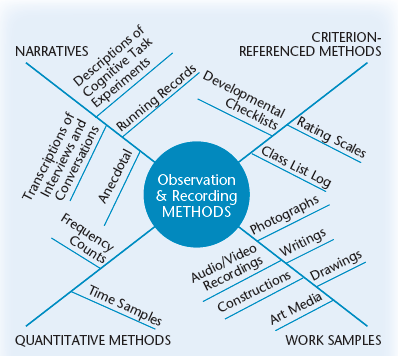 NARRATIVES
Descriptions of
Cognitive Task
Experiments
Running Records
Transcriptions of
Interviews and
Conversations
Anecdotal
CRITERION-
REFERENCED METHODS
Developmental
Checklists
Rating Scales
Class List Log
Observation
& Recording
METHODS
Frequency
Counts
Time Samples
QUANTITATIVE METHODS
Photographs
Writings
Audio/Video
Recordings
Drawings
Constructions
Art Media
WORK SAMPLES